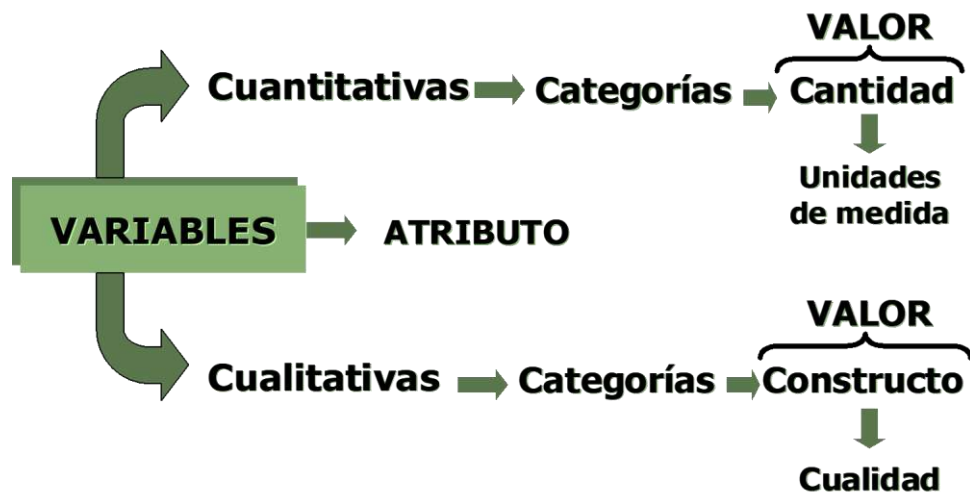 VALOR
Cuantitativas
Categorías
Cantidad
Unidades
de medida
VARIABLES
ATRIBUTO
VALOR
Cualitativas
Categorías
Constructo
Cualidad